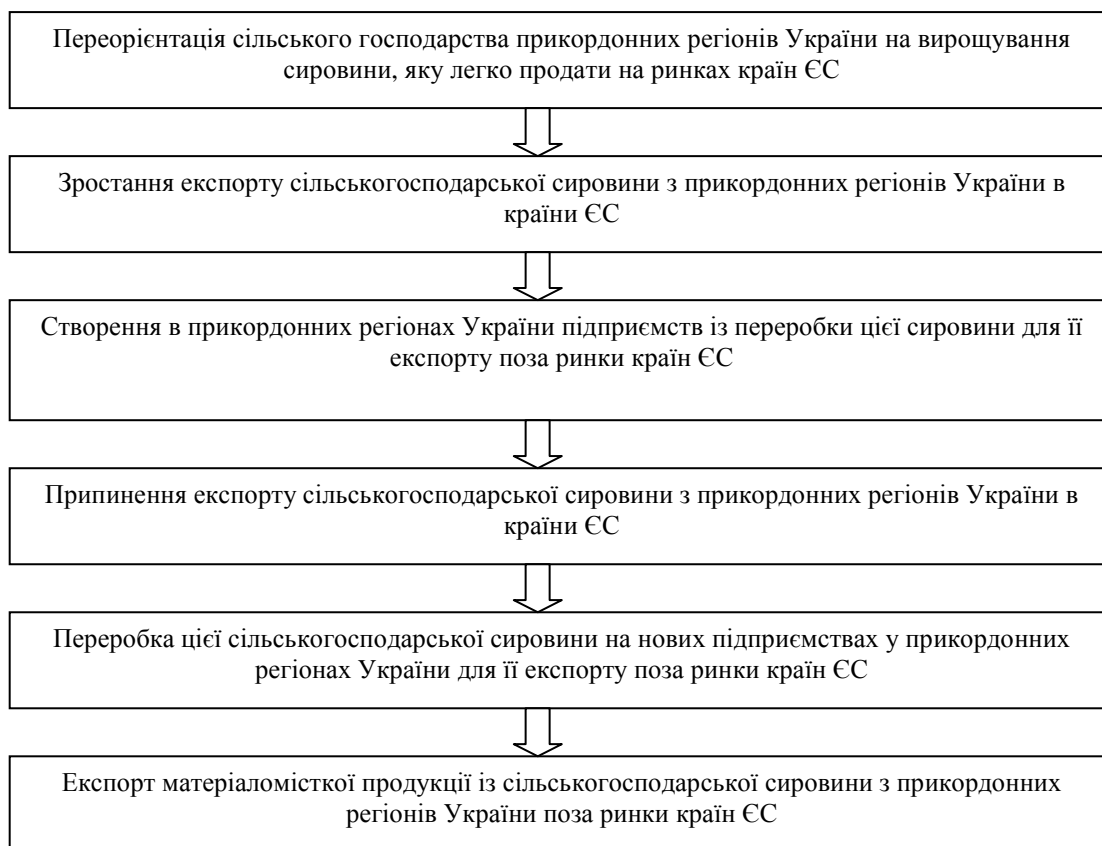 Переорієнтація сільського господарства прикордонних регіонів України на вирощування
сировини, яку легко продати на ринках країн ЄС
Зростання експорту сільськогосподарської сировини з прикордонних регіонів України в
країни ЄС
Створення в прикордонних регіонах України підприємств із переробки цієї сировини для її
експорту поза ринки країн ЄС
Припинення експорту сільськогосподарської сировини з прикордонних регіонів України в
країни ЄС
Переробка цієї сільськогосподарської сировини на нових підприємствах у прикордонних
регіонах України для її експорту поза ринки країн ЄС
Експорт матеріаломісткої продукції із сільськогосподарської сировини з прикордонних
регіонів України поза ринки країн ЄС